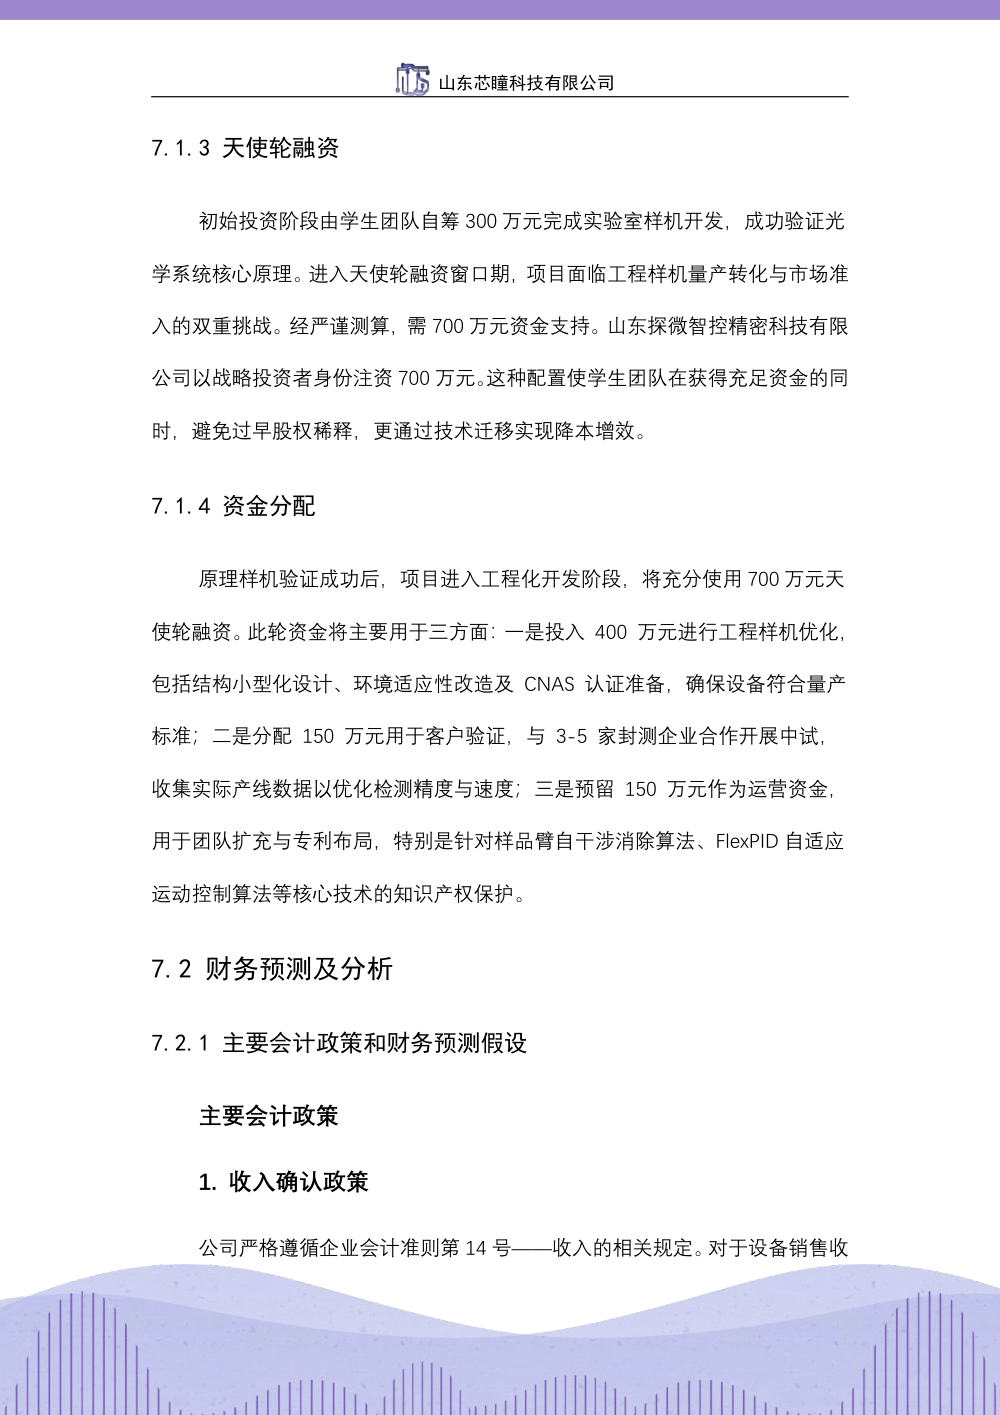 山东芯瞳科技有限公司
7.1.3 天使轮融资
初始投资阶段由学生团队自筹 300 万元完成实验室样机开发，成功验证光
学系统核心原理。进入天使轮融资窗口期，项目面临工程样机量产转化与市场准
入的双重挑战。经严谨测算，需 700 万元资金支持。山东探微智控精密科技有限
公司以战略投资者身份注资 700 万元。这种配置使学生团队在获得充足资金的同
时，避免过早股权稀释，更通过技术迁移实现降本增效。
7.1.4 资金分配
原理样机验证成功后，项目进入工程化开发阶段，将充分使用 700 万元天
使轮融资。此轮资金将主要用于三方面：一是投入 400 万元进行工程样机优化，
包括结构小型化设计、环境适应性改造及 CNAS 认证准备，确保设备符合量产
标准；二是分配 150 万元用于客户验证，与 3-5 家封测企业合作开展中试，
收集实际产线数据以优化检测精度与速度；三是预留 150 万元作为运营资金，
用于团队扩充与专利布局，特别是针对样品臂自干涉消除算法、FlexPID 自适应
运动控制算法等核心技术的知识产权保护。
7.2 财务预测及分析
7.2.1 主要会计政策和财务预测假设
主要会计政策
1. 收入确认政策
公司严格遵循企业会计准则第 14 号——收入的相关规定。对于设备销售收